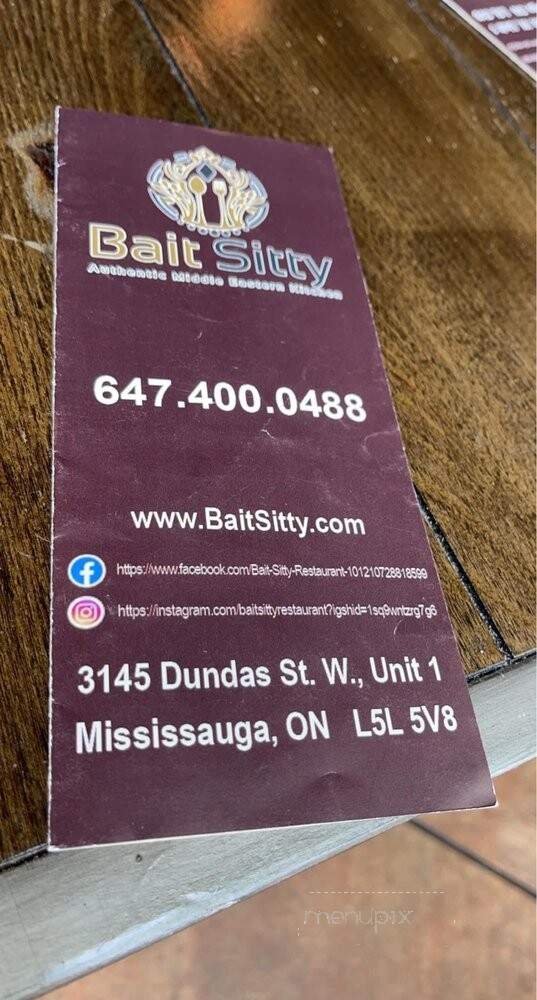 Bait Sitty
Authentic Middle Eastern Kitchen
647.400.0488
www.BaitSitty.com
https://www.facebook.com/Bait-Sitty-Restaurant-101210728818599
https://instagram.com/baitsittyrestaurant?igshid=1sq9wntzrg7g6
3145 Dundas St. W., Unit 1
Mississauga, ON L5L 5V8
menupix